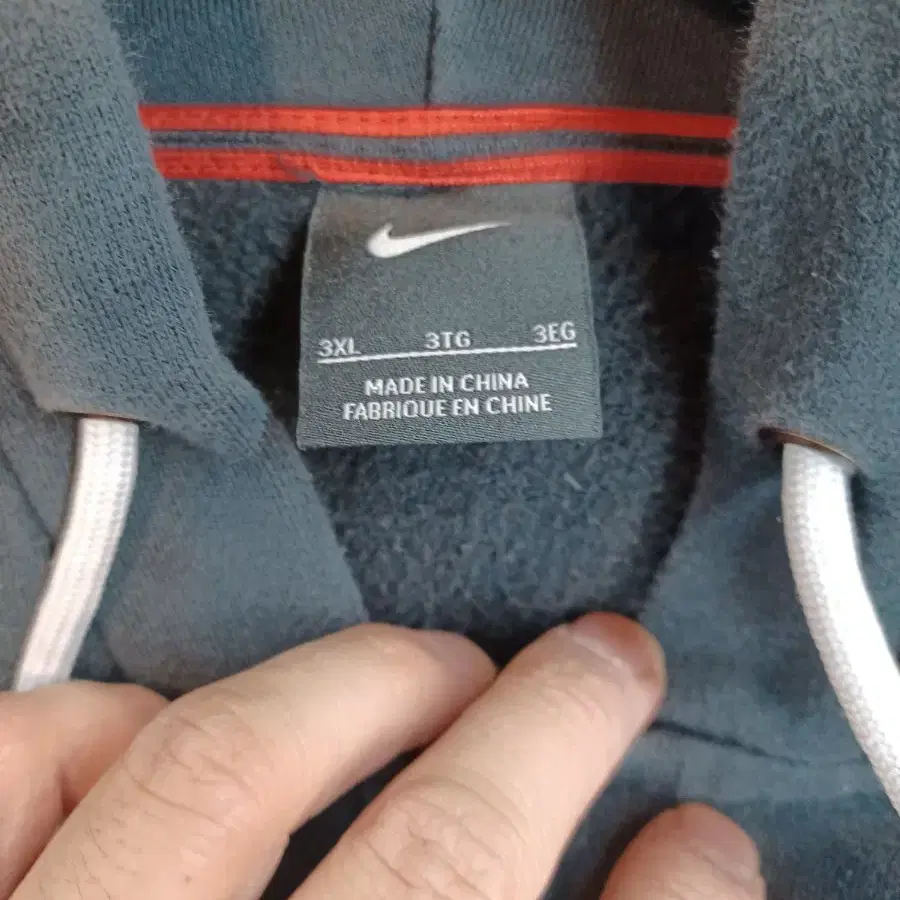 3XL 3TG 3EG
MADE IN CHINA
FABRIQUE EN CHINE